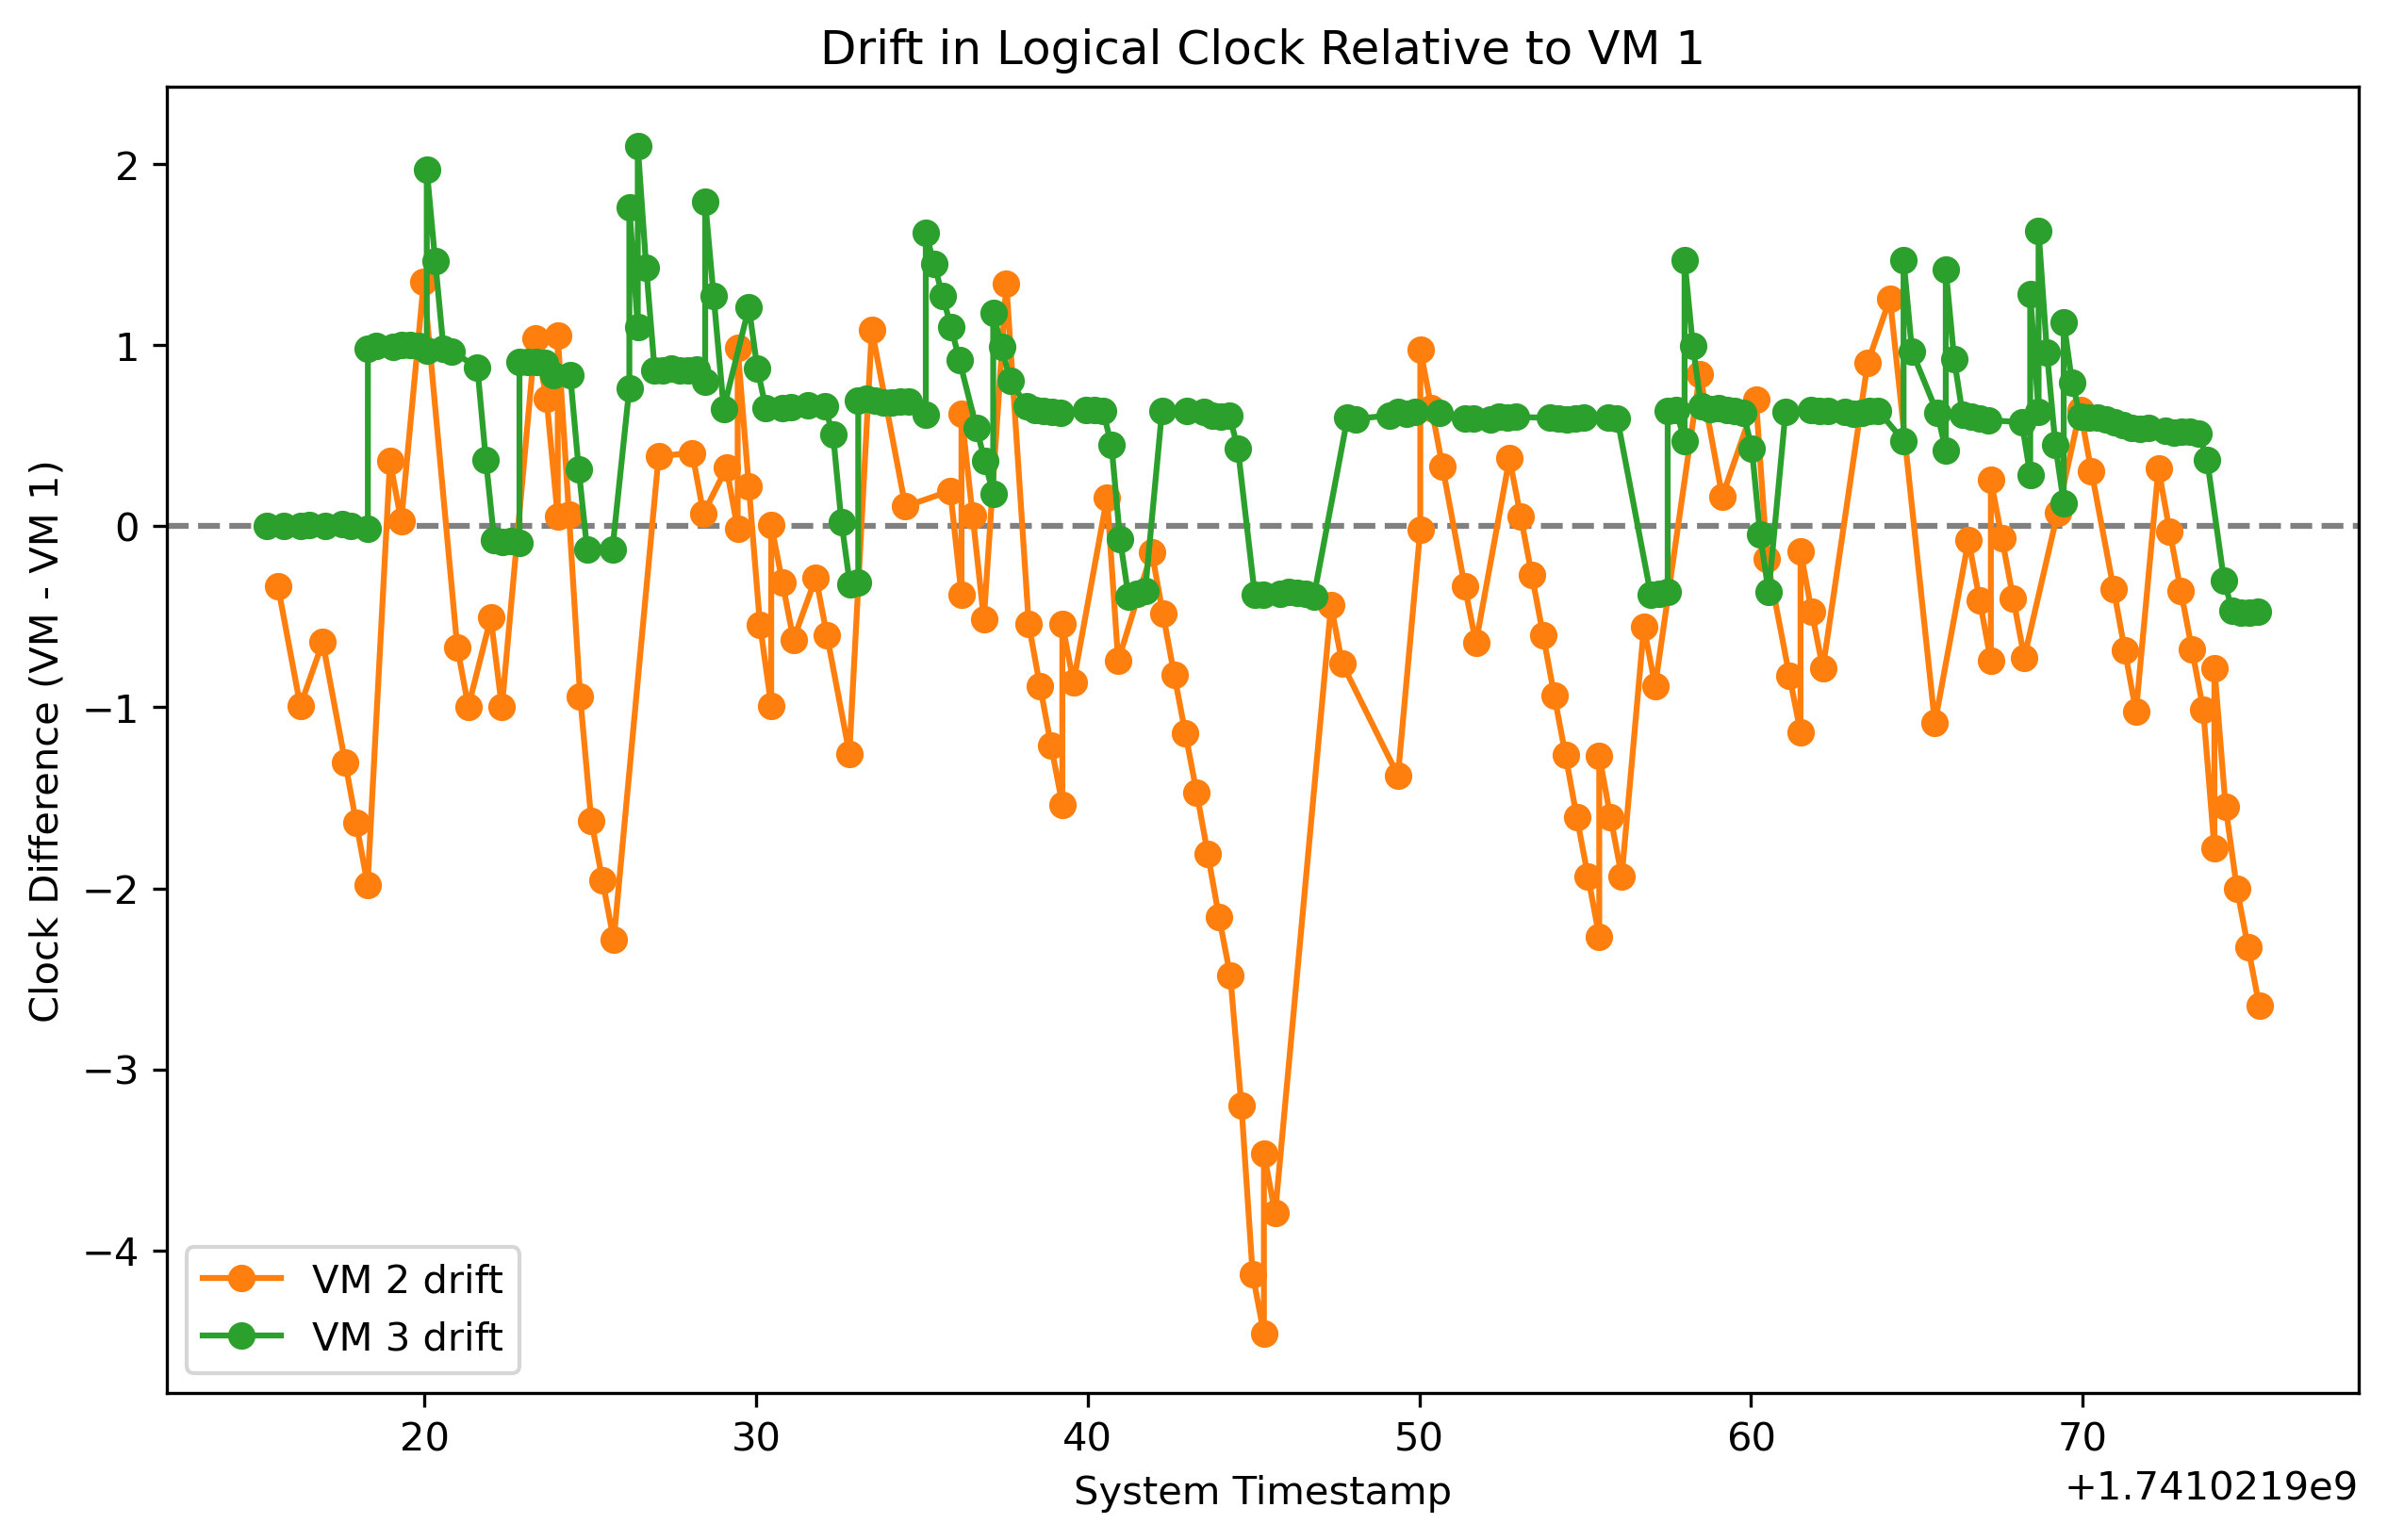 Drift in Logical Clock Relative to VM 1
Clock Difference (VM - VM 1)
2
1
0
−1
−2
−3
−4
VM 2 drift
VM 3 drift
20
30
40
50
60
70
System Timestamp
+1.7410219e9